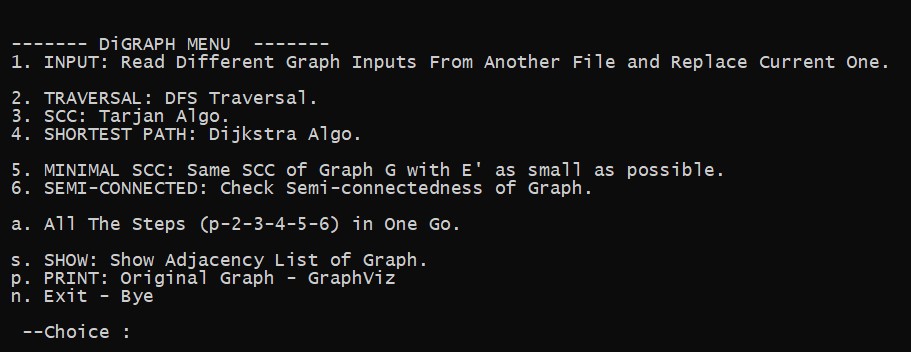 ------- DiGRAPH MENU  -------
1. INPUT: Read Different Graph Inputs From Another File and Replace Current One.
2. TRAVERSAL: DFS Traversal.
3. SCC: Tarjan Algo.
4. SHORTEST PATH: Dijkstra Algo.
5. MINIMAL SCC: Same SCC of Graph G with E' as small as possible.
6. SEMI-CONNECTED: Check Semi-connectedness of Graph.
a. All The Steps (p-2-3-4-5-6) in One Go.
s. SHOW: Show Adjacency List of Graph.
p. PRINT: Original Graph - GraphViz
n. Exit - Bye
--Choice :